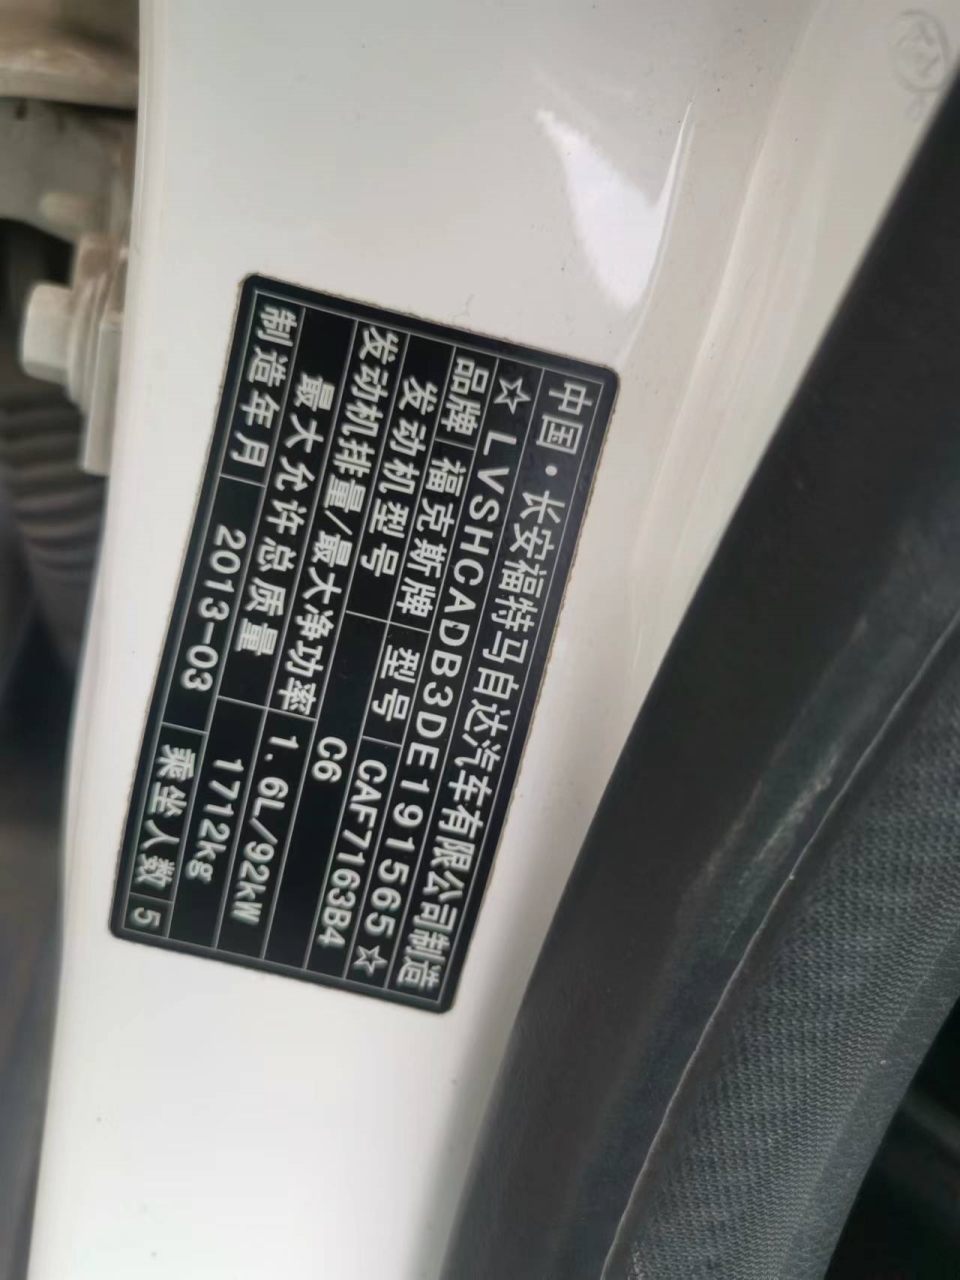 中国·长安福特马自达汽车有限公司制造
☆LVSHCADB3DE191565☆
品牌 福克斯牌 型号 CAF7163B4
发动机型号 C6
发动机排量/最大净功率 1.6L/92kW
最大允许总质量 1712kg
制造年月 2013-03 乘坐人数 5